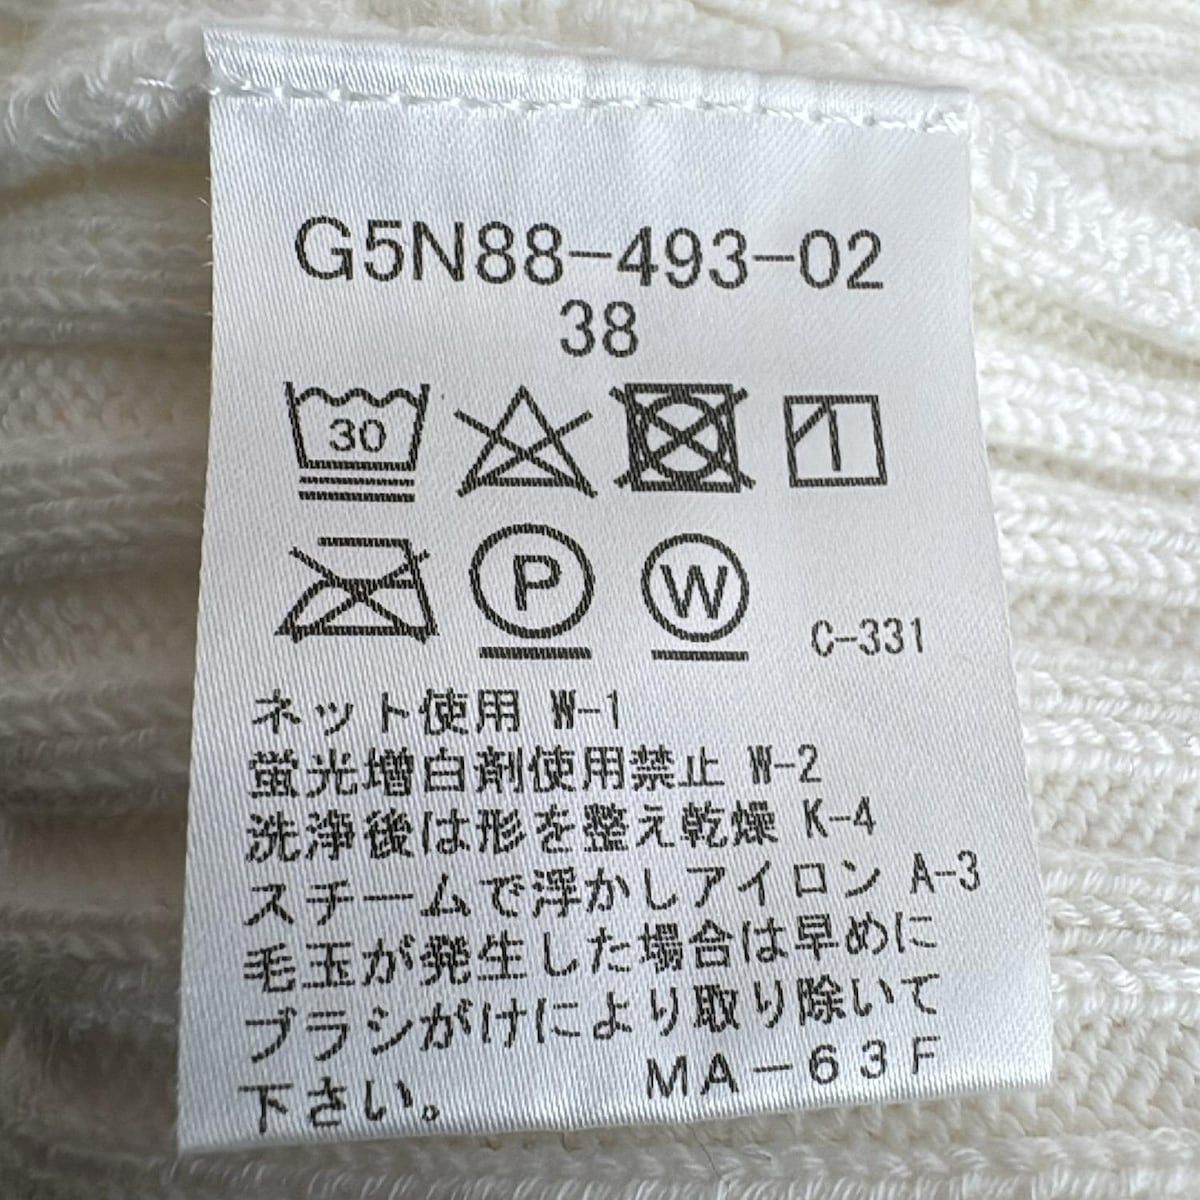 G5N88-493-02
38
30
P W C-331
ネット使用 W-1
蛍光増白剤使用禁止 W-2
洗浄後は形を整え乾燥 K-4
スチームで浮かしアイロン A-3
毛玉が発生した場合は早めに
ブラシがけにより取り除いて
下さい。 MA-63F